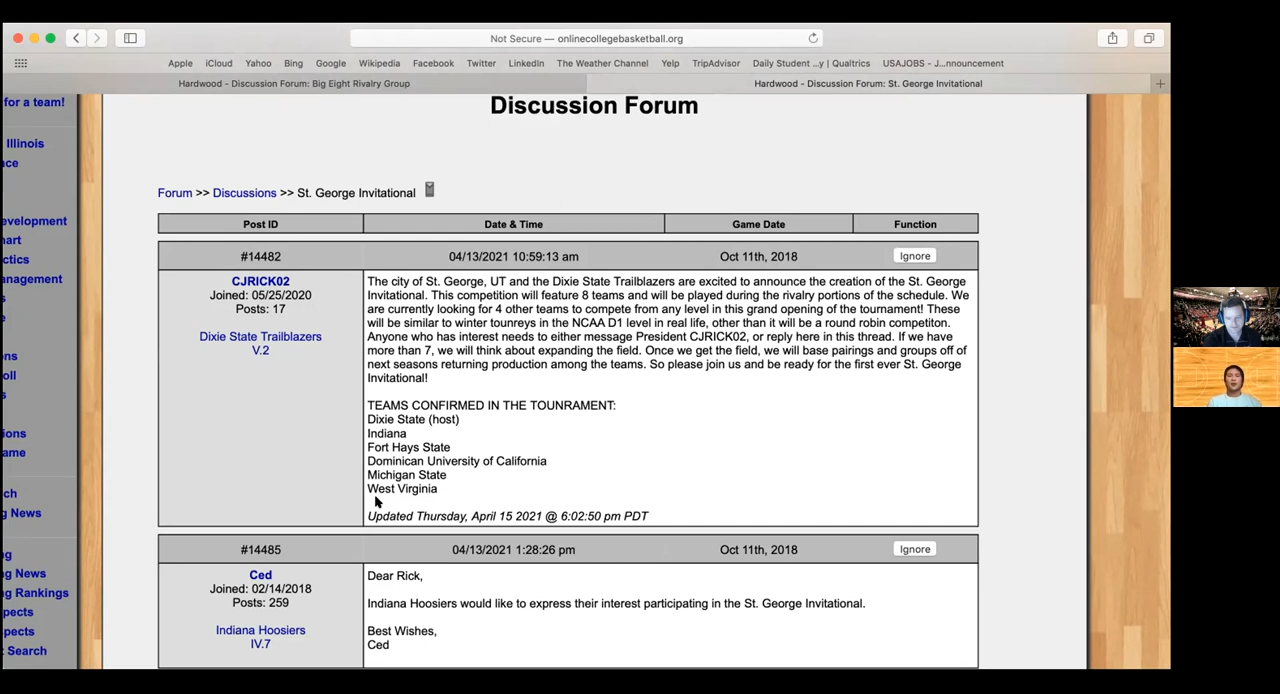 Not Secure — onlinecollegebasketball.org
Apple iCloud Yahoo Bing Google Wikipedia Facebook Twitter LinkedIn The Weather Channel Yelp TripAdvisor Daily Student ...y | Qualtrics USAJOBS - J...nnouncement
Hardwood - Discussion Forum: Big Eight Rivalry Group
Hardwood - Discussion Forum: St. George Invitational
for a team!
Illinois
nce
evelopment
hart
ctics
anagement
s
e
ons
oll
s
ions
ame
ch
g News
ng
ng News
ng Rankings
spects
spects
t Search
Discussion Forum
Forum >> Discussions >> St. George Invitational
Post ID Date & Time Game Date Function
#14482 04/13/2021 10:59:13 am Oct 11th, 2018 Ignore
CJRICK02
Joined: 05/25/2020
Posts: 17
Dixie State Trailblazers
V.2
The city of St. George, UT and the Dixie State Trailblazers are excited to announce the creation of the St. George
Invitational. This competition will feature 8 teams and will be played during the rivalry portions of the schedule. We
are currently looking for 4 other teams to compete from any level in this grand opening of the tournament! These
will be similar to winter tounreys in the NCAA D1 level in real life, other than it will be a round robin competiton.
Anyone who has interest needs to either message President CJRICK02, or reply here in this thread. If we have
more than 7, we will think about expanding the field. Once we get the field, we will base pairings and groups off of
next seasons returning production among the teams. So please join us and be ready for the first ever St. George
Invitational!
TEAMS CONFIRMED IN THE TOUNRAMENT:
Dixie State (host)
Indiana
Fort Hays State
Dominican University of California
Michigan State
West Virginia
Updated Thursday, April 15 2021 @ 6:02:50 pm PDT
#14485 04/13/2021 1:28:26 pm Oct 11th, 2018 Ignore
Ced
Joined: 02/14/2018
Posts: 259
Indiana Hoosiers
IV.7
Dear Rick,
Indiana Hoosiers would like to express their interest participating in the St. George Invitational.
Best Wishes,
Ced